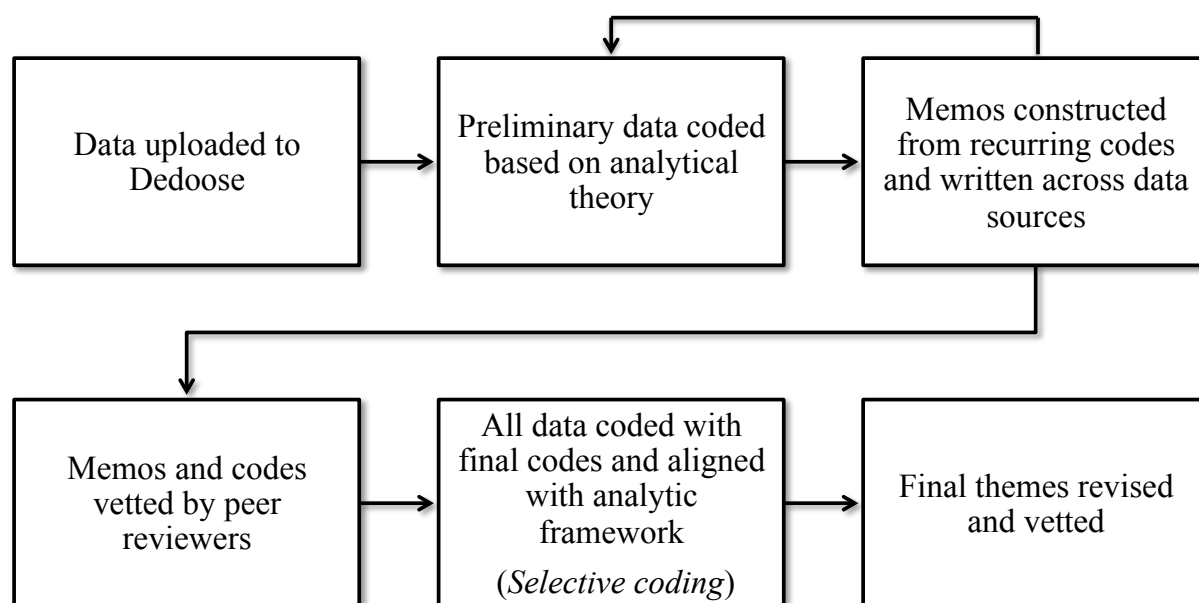 Data uploaded to
Dedoose
Preliminary data coded
based on analytical
theory
Memos constructed
from recurring codes
and written across data
sources
Memos and codes
vetted by peer
reviewers
All data coded with
final codes and aligned
with analytic
framework
(Selective coding)
Final themes revised
and vetted